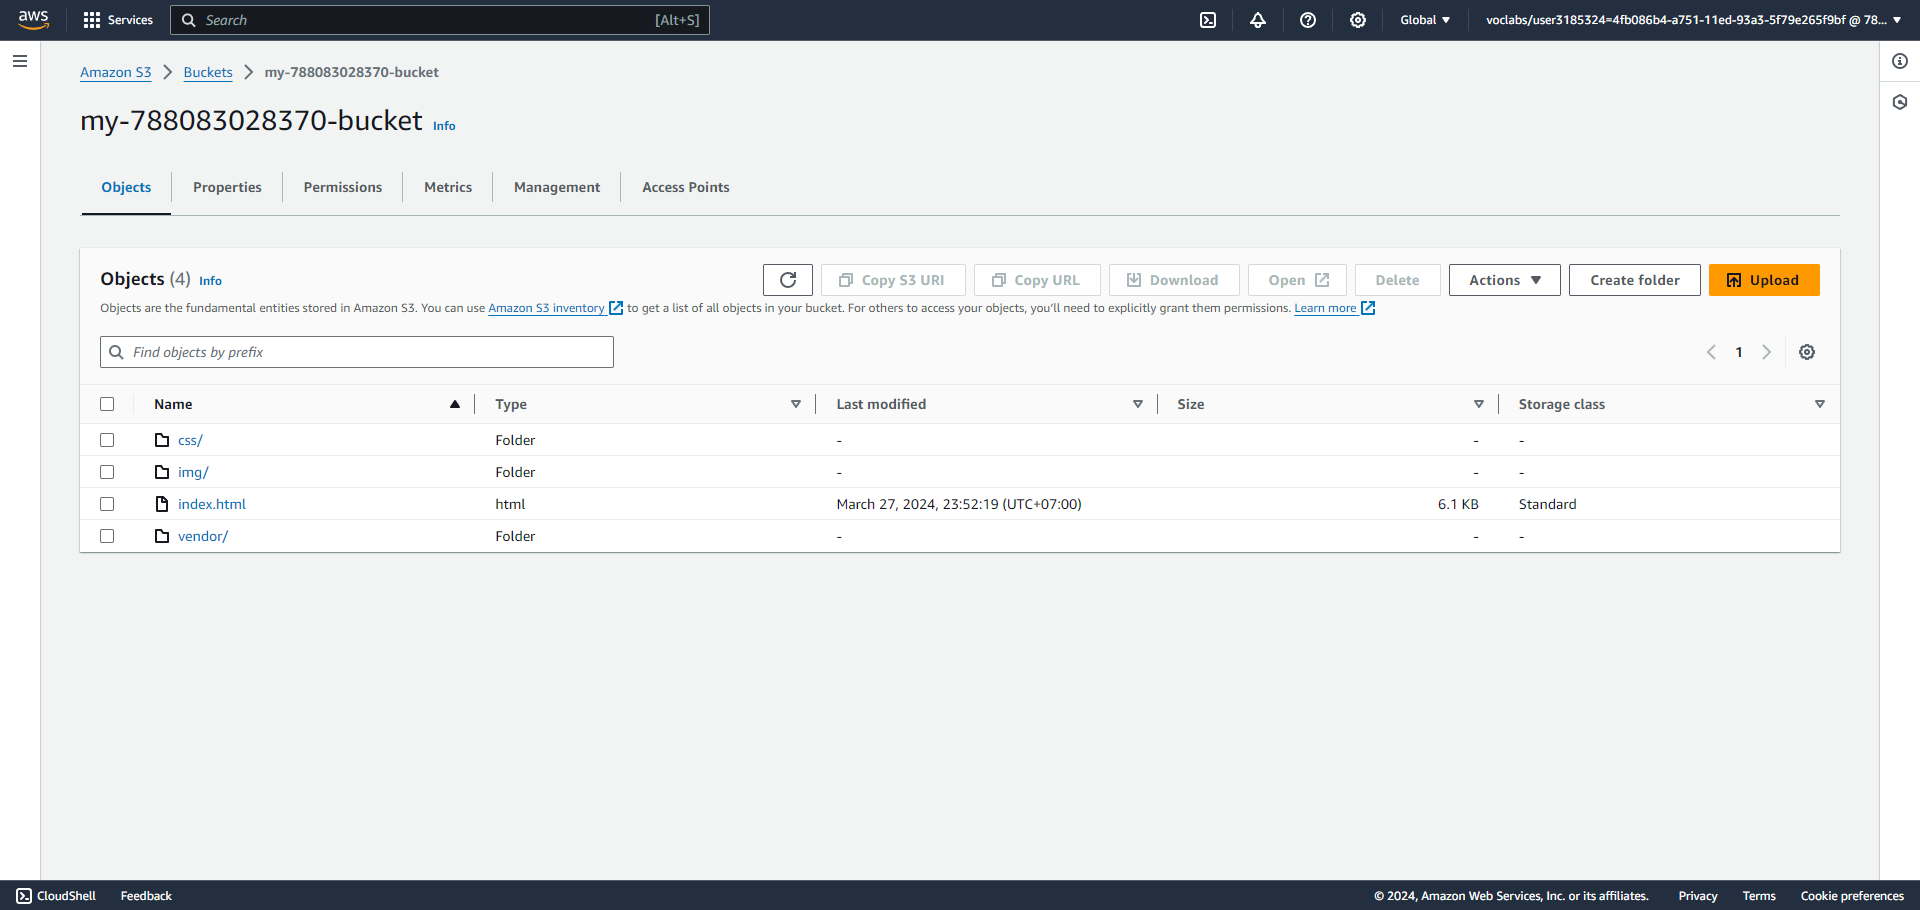 aws Services Search [Alt+S] Global voclabs/user3185324=4fb086b4-a751-11ed-93a3-5f79e265f9bf @ 78...
Amazon S3 Buckets my-788083028370-bucket
my-788083028370-bucket Info
Objects Properties Permissions Metrics Management Access Points
Objects (4) Info Copy S3 URI Copy URL Download Open Delete Actions Create folder Upload
Objects are the fundamental entities stored in Amazon S3. You can use Amazon S3 inventory to get a list of all objects in your bucket. For others to access your objects, you'll need to explicitly grant them permissions. Learn more
Find objects by prefix 1
Name Type Last modified Size Storage class
css/ Folder - - -
img/ Folder - - -
index.html html March 27, 2024, 23:52:19 (UTC+07:00) 6.1 KB Standard
vendor/ Folder - - -
CloudShell Feedback © 2024, Amazon Web Services, Inc. or its affiliates. Privacy Terms Cookie preferences